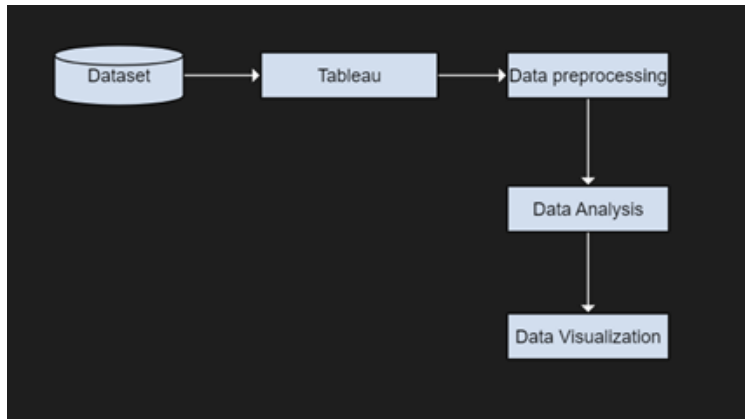 Dataset
Tableau
Data preprocessing
Data Analysis
Data Visualization